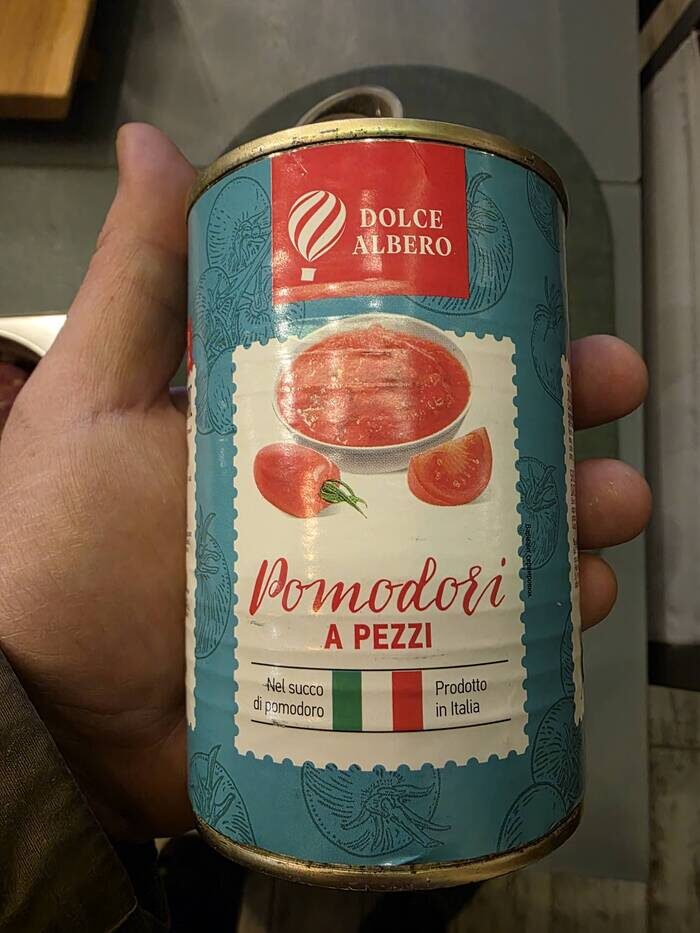 DOLCE
ALBERO
Pomodori
A PEZZI
Nel succo
di pomodoro
Prodotto
in Italia